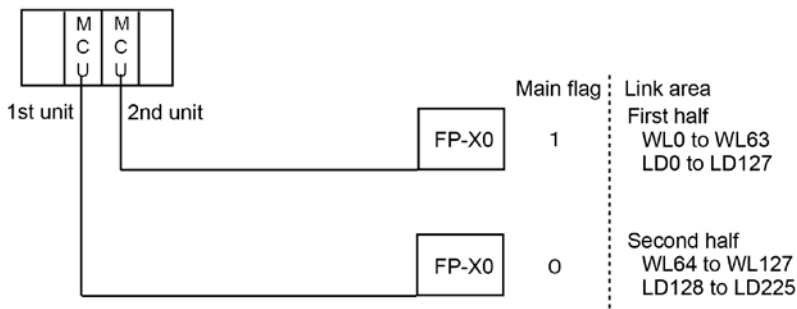 M C U
M C U
1st unit
2nd unit
Main flag
Link area
FP-X0
1
First half
WL0 to WL63
LD0 to LD127
FP-X0
0
Second half
WL64 to WL127
LD128 to LD225